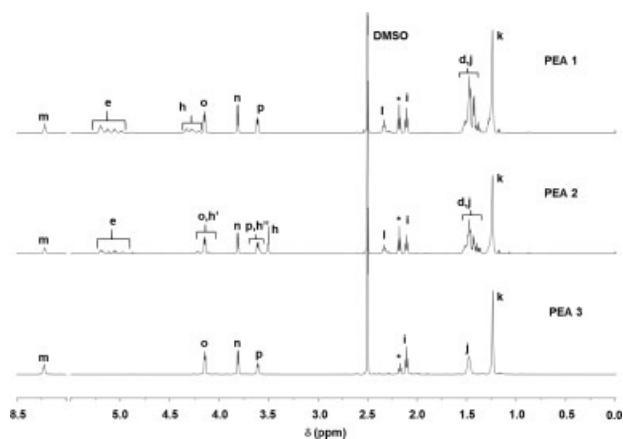 DMSO
k
d,j
PEA 1
m
e
h
o
n
p
l
*
i
k
d,j
PEA 2
m
e
o,h'
n
p,h''
h
l
*
i
k
PEA 3
m
o
n
p
*
i
j
8.5 5.0 4.5 4.0 3.5 3.0 2.5 2.0 1.5 1.0 0.5 0.0
δ (ppm)